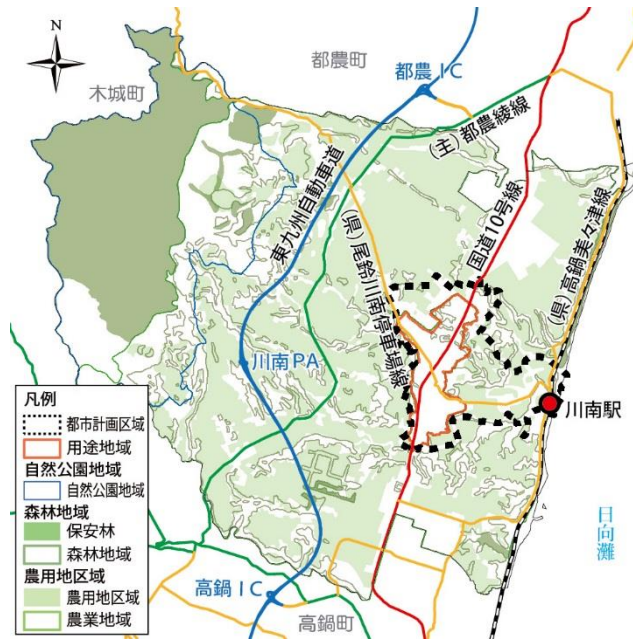 N
都農町
木城町
都農IC
(主)都農綾線
東九州自動車道
国道10号線
(県)尾鈴川南停車場線
(県)高鍋美々津線
川南PA
川南駅
日向灘
高鍋IC
高鍋町
凡例
都市計画区域
用途地域
自然公園地域
自然公園地域
森林地域
保安林
森林地域
農用地区域
農用地区域
農業地域